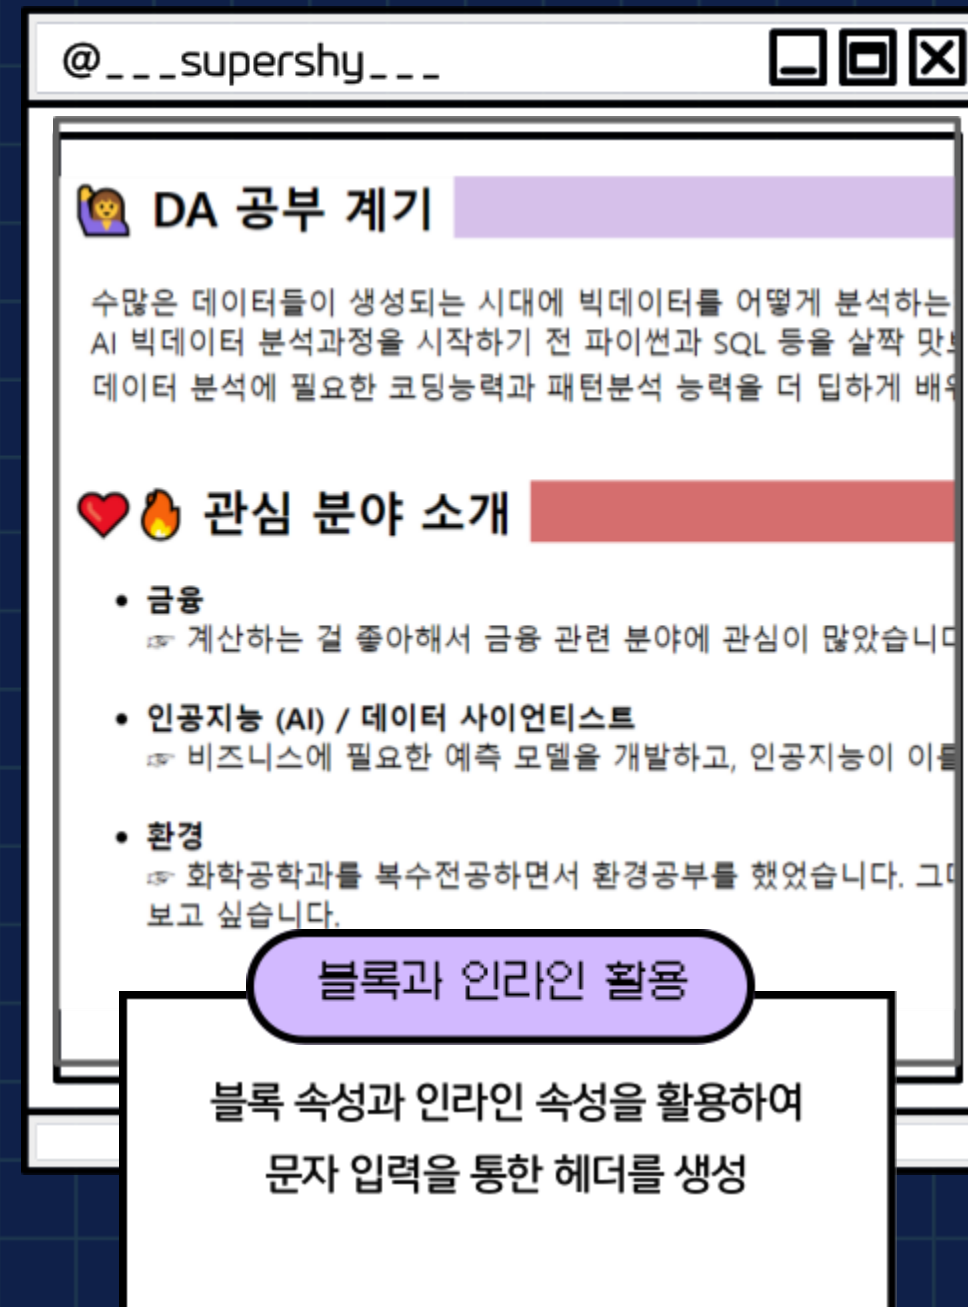 @___supershy___
🙋‍♀️ DA 공부 계기
수많은 데이터들이 생성되는 시대에 빅데이터를 어떻게 분석하는
AI 빅데이터 분석과정을 시작하기 전 파이썬과 SQL 등을 살짝
데이터 분석에 필요한 코딩능력과 패턴분석 능력을 더 딥하게
❤️🔥 관심 분야 소개
• 금융
☞ 계산하는 걸 좋아해서 금융 관련 분야에 관심이 많았습니다
• 인공지능 (AI) / 데이터 사이언티스트
☞ 비즈니스에 필요한 예측 모델을 개발하고, 인공지능이
• 환경
☞ 화학공학과를 복수전공하면서 환경공부를 했었습니다.
보고 싶습니다.
블록과 인라인 활용
블록 속성과 인라인 속성을 활용하여
문자 입력을 통한 헤더를 생성